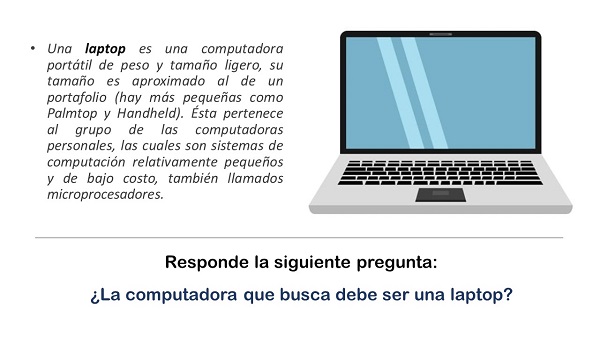 • Una laptop es una computadora
portátil de peso y tamaño ligero, su
tamaño es aproximado al de un
portafolio (hay más pequeñas como
Palmtop y Handheld). Ésta pertenece
al grupo de las computadoras
personales, las cuales son sistemas de
computación relativamente pequeños
y de bajo costo, también llamados
microprocesadores.
Responde la siguiente pregunta:
¿La computadora que busca debe ser una laptop?